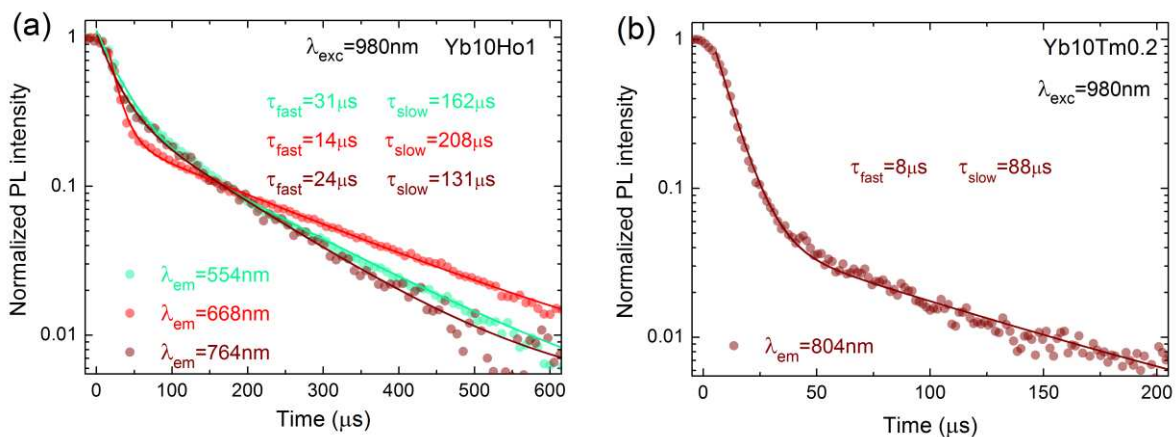 (a)
λexc=980nm Yb10Ho1
τfast=31μs τslow=162μs
τfast=14μs τslow=208μs
τfast=24μs τslow=131μs
λem=554nm
λem=668nm
λem=764nm
Normalized PL intensity
1
0.1
0.01
0 100 200 300 400 500 600
Time (μs)
(b)
Yb10Tm0.2
λexc=980nm
τfast=8μs τslow=88μs
λem=804nm
Normalized PL intensity
1
0.1
0.01
0 50 100 150 200
Time (μs)